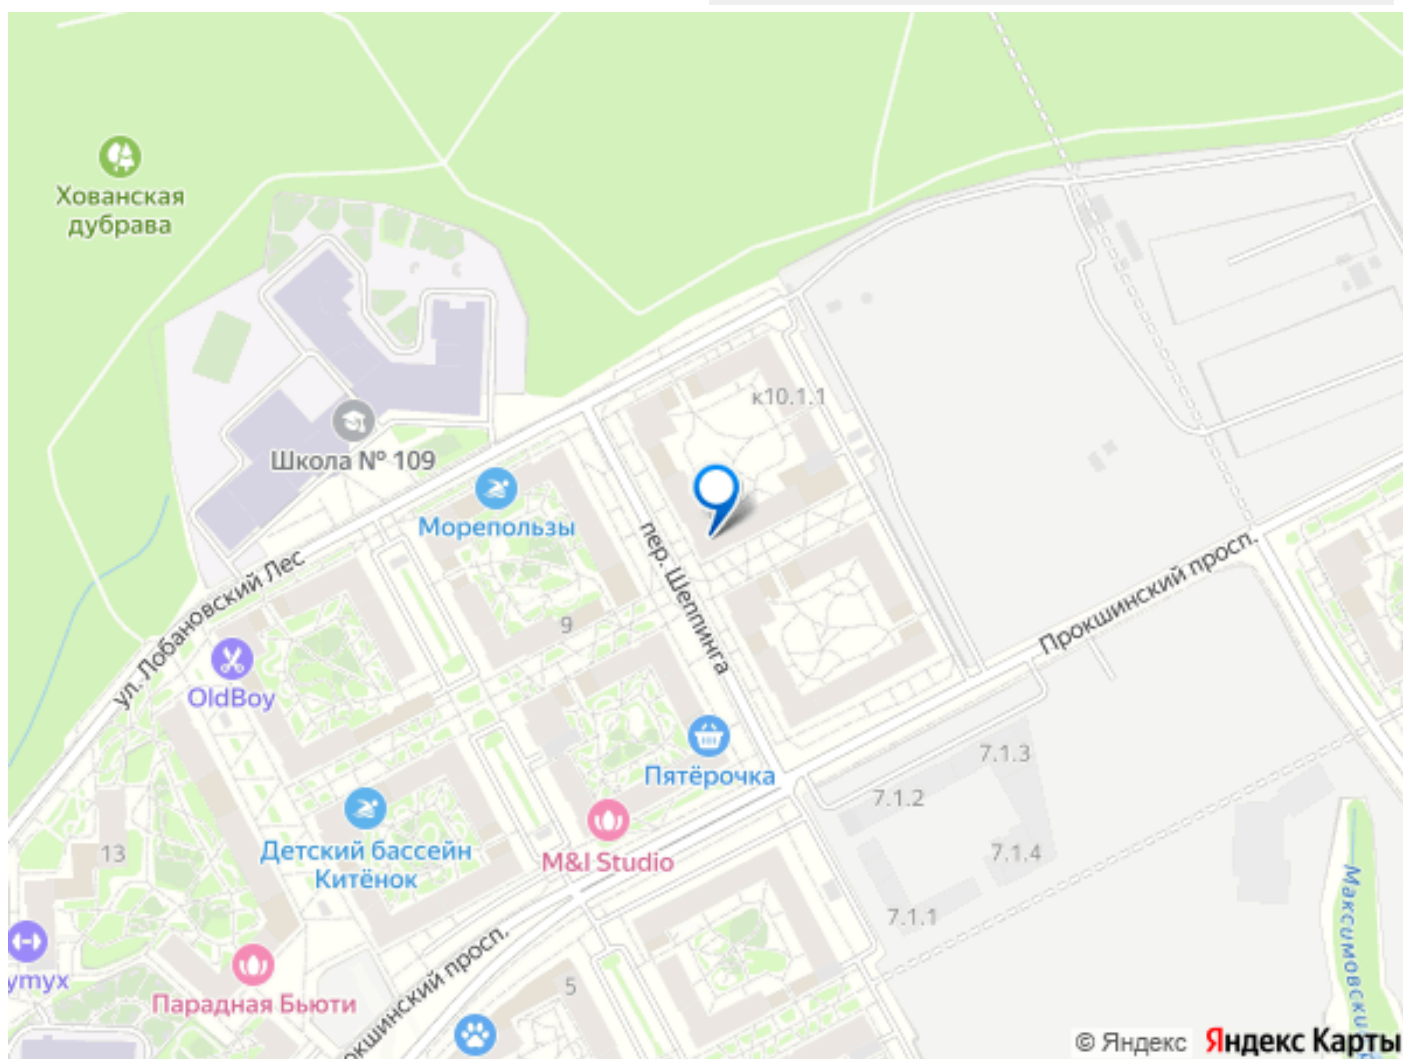 Хованская
дубрава
к10.1.1
Школа № 109
Морепользы
пер. Шеппинга
Прокшинский просп.
ул. Лобановский Лес
9
OldBoy
Пятёрочка
7.1.3
7.1.2
Детский бассейн
Китёнок
M&I Studio
13
7.1.4
7.1.1
Парадная Бьюти
просп.
5
© Яндекс Яндекс Карты